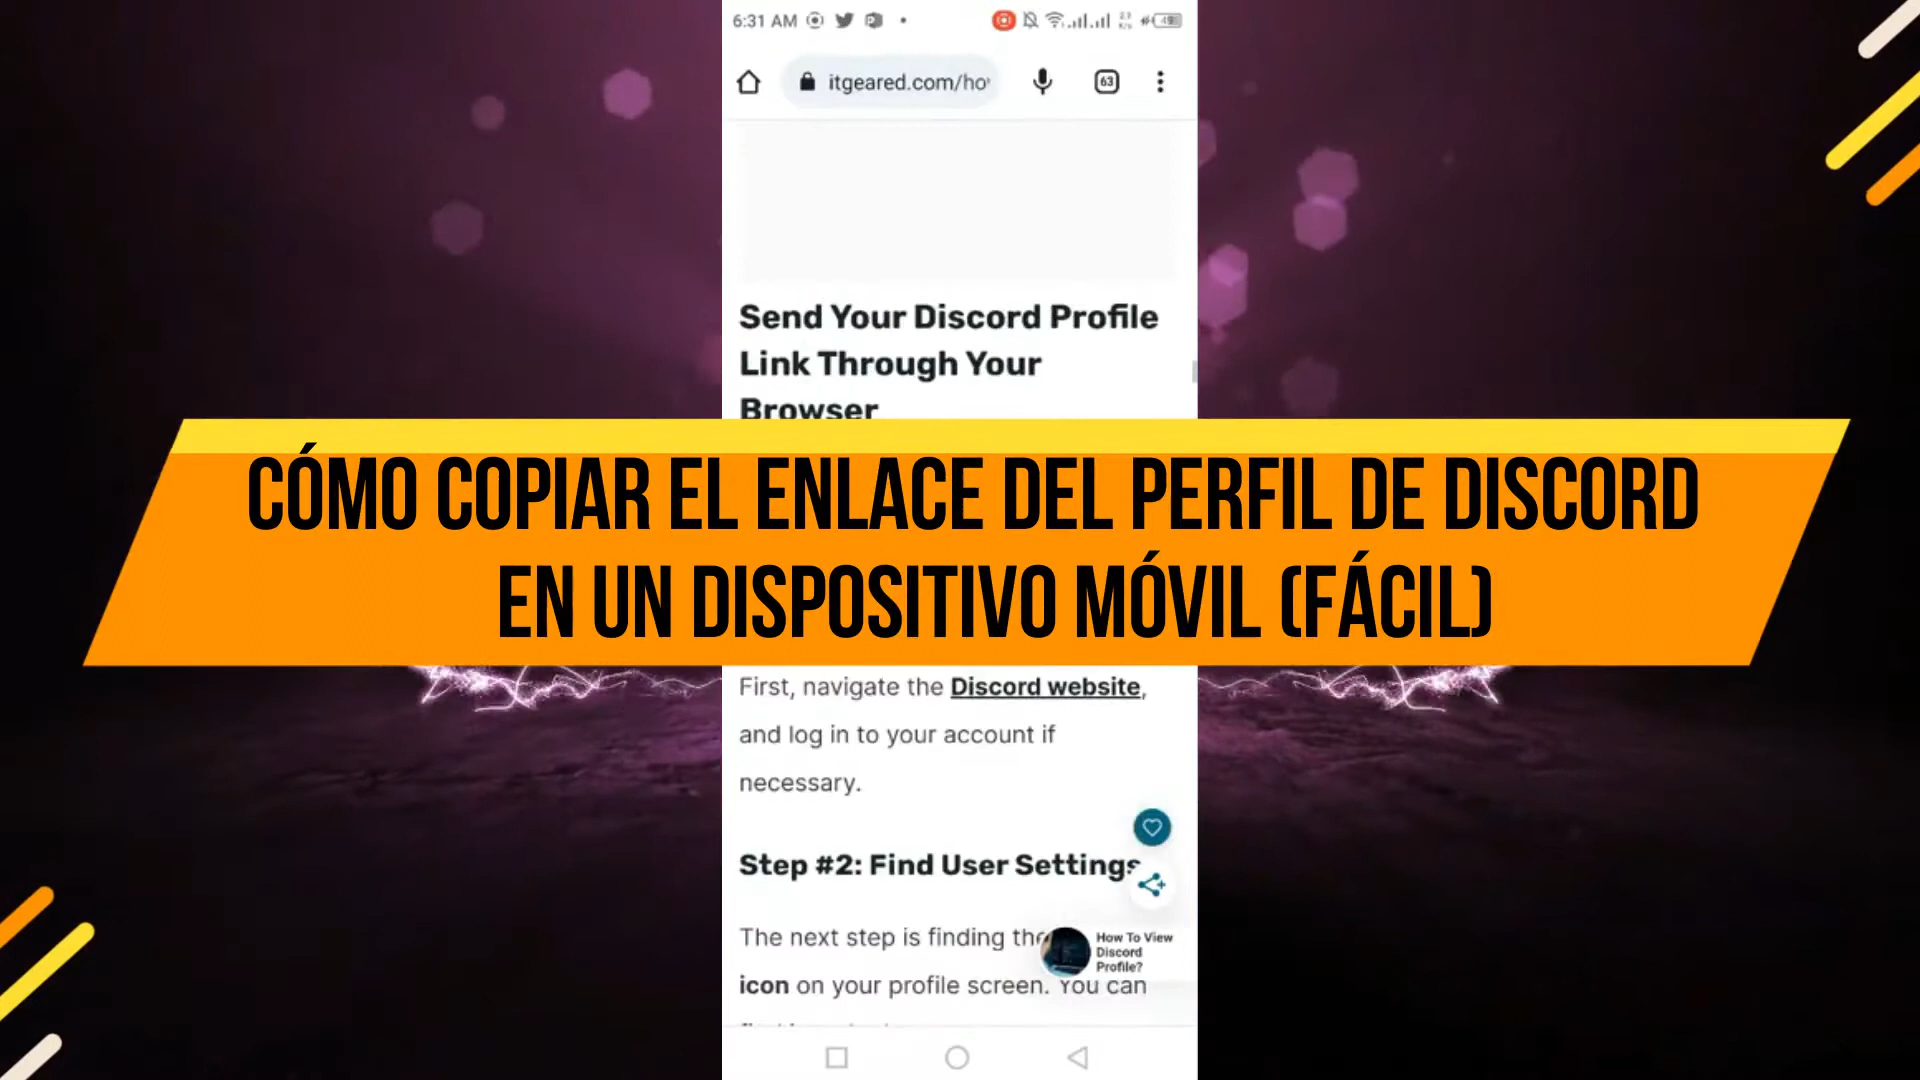 6:31 AM
itgeared.com/ho
63
Send Your Discord Profile
Link Through Your
Browser
CÓMO COPIAR EL ENLACE DEL PERFIL DE DISCORD
EN UN DISPOSITIVO MÓVIL (FÁCIL)
First, navigate the Discord website,
and log in to your account if
necessary.
Step #2: Find User Settings
The next step is finding the
How To View
Discord
Profile?
icon on your profile screen. You can